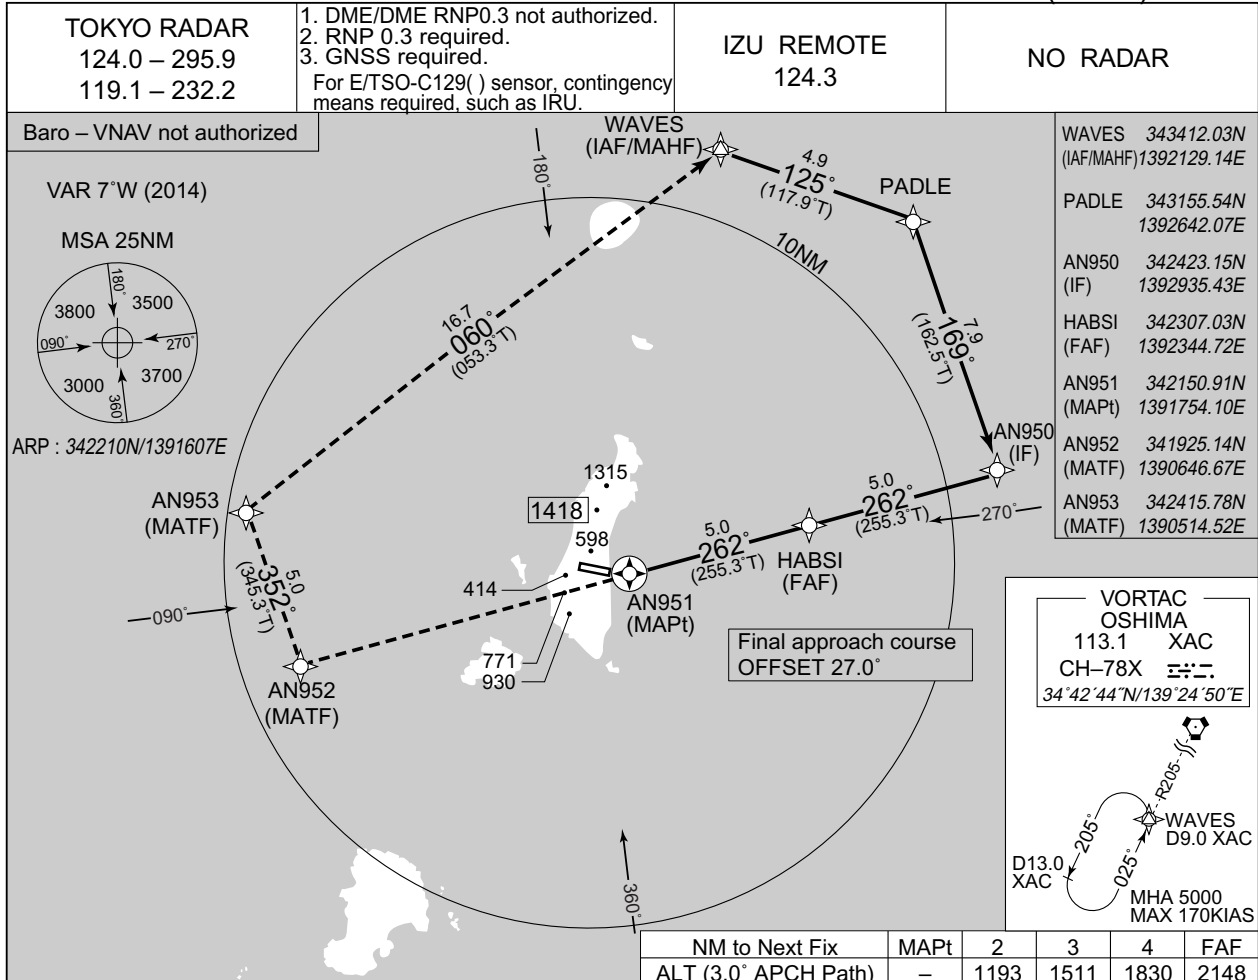 TOKYO RADAR
124.0 – 295.9
119.1 – 232.2
1. DME/DME RNP0.3 not authorized.
2. RNP 0.3 required.
3. GNSS required.
For E/TSO-C129( ) sensor, contingency
means required, such as IRU.
IZU REMOTE
124.3
NO RADAR
Baro – VNAV not authorized
VAR 7˚W (2014)
MSA 25NM
180˚
3800
3500
090˚
270˚
3000
3700
360˚
ARP : 342210N/1391607E
180˚
WAVES
(IAF/MAHF)
4.9
125˚
(117.9˚T)
PADLE
10NM
7.9
169˚
(162.5˚T)
16.7
060˚
(053.3˚T)
AN950
(IF)
5.0
262˚
(255.3˚T)
270˚
HABSI
(FAF)
5.0
262˚
(255.3˚T)
AN951
(MAPt)
1315
1418
598
414
771
930
AN953
(MATF)
5.0
352˚
(345.3˚T)
090˚
AN952
(MATF)
360˚
Final approach course
OFFSET 27.0˚
WAVES 343412.03N
(IAF/MAHF)1392129.14E
PADLE 343155.54N
1392642.07E
AN950 342423.15N
(IF) 1392935.43E
HABSI 342307.03N
(FAF) 1392344.72E
AN951 342150.91N
(MAPt) 1391754.10E
AN952 341925.14N
(MATF) 1390646.67E
AN953 342415.78N
(MATF) 1390514.52E
VORTAC
OSHIMA
113.1 XAC
CH–78X
34˚42´44˝N/139˚24´50˝E
R205
WAVES
D9.0 XAC
205˚
025˚
D13.0
XAC
MHA 5000
MAX 170KIAS
NM to Next Fix MAPt 2 3 4 FAF
ALT (3.0˚ APCH Path) – 1193 1511 1830 2148